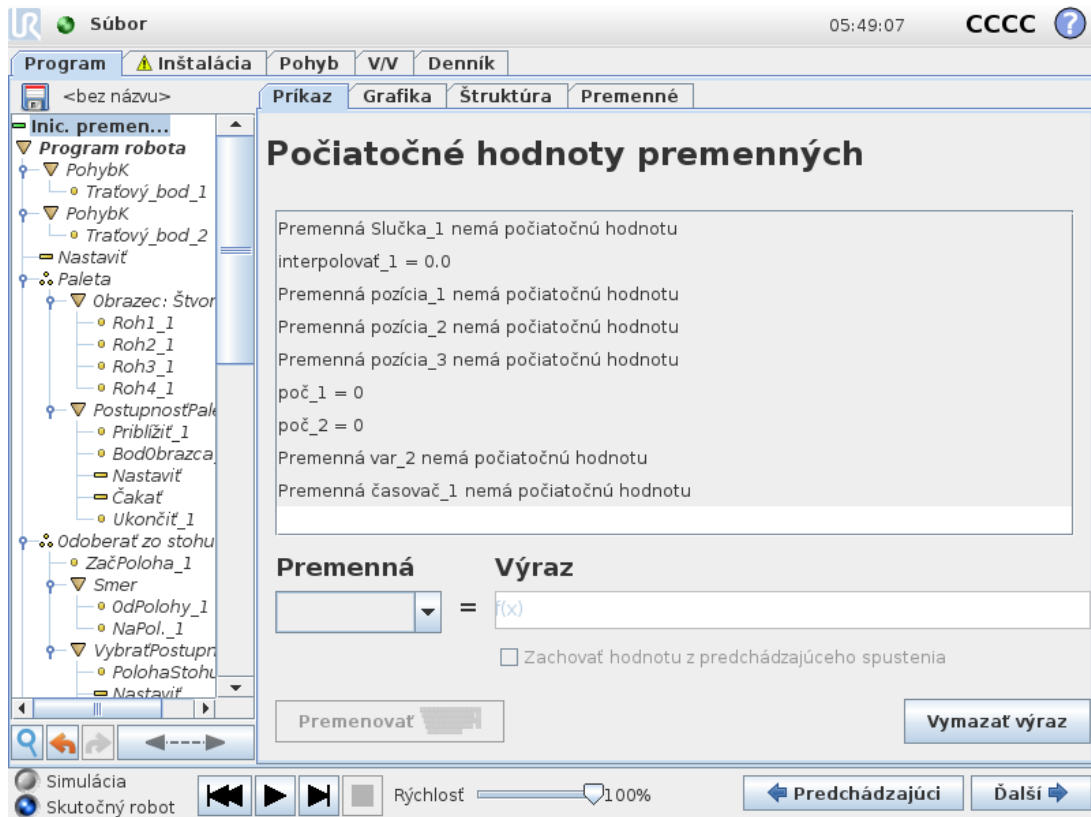 UR Súbor 05:49:07 CCCC ?
Program Inštalácia Pohyb V/V Denník
<bez názvu> Príkaz Grafika Štruktúra Premenné
Inic. premen...
Program robota
PohybK
Traťový_bod_1
PohybK
Traťový_bod_2
Nastaviť
Paleta
Obrazec: Štvor
Roh1_1
Roh2_1
Roh3_1
Roh4_1
PostupnosťPale
Priblížiť_1
BodObrazca_
Nastaviť
Čakať
Ukončiť_1
Odoberať zo stohu
ZačPoloha_1
Smer
OdPolohy_1
NaPol._1
VybraťPostupn
PolohaStohu
Nastaviť
Počiatočné hodnoty premenných
Premenná Slučka_1 nemá počiatočnú hodnotu
interpolovať_1 = 0.0
Premenná pozícia_1 nemá počiatočnú hodnotu
Premenná pozícia_2 nemá počiatočnú hodnotu
Premenná pozícia_3 nemá počiatočnú hodnotu
poč_1 = 0
poč_2 = 0
Premenná var_2 nemá počiatočnú hodnotu
Premenná časovač_1 nemá počiatočnú hodnotu
Premenná Výraz
= f(x)
Zachovať hodnotu z predchádzajúceho spustenia
Premenovať Vymazať výraz
Simulácia
Skutočný robot
Rýchlosť 100% Predchádzajúci Ďalší